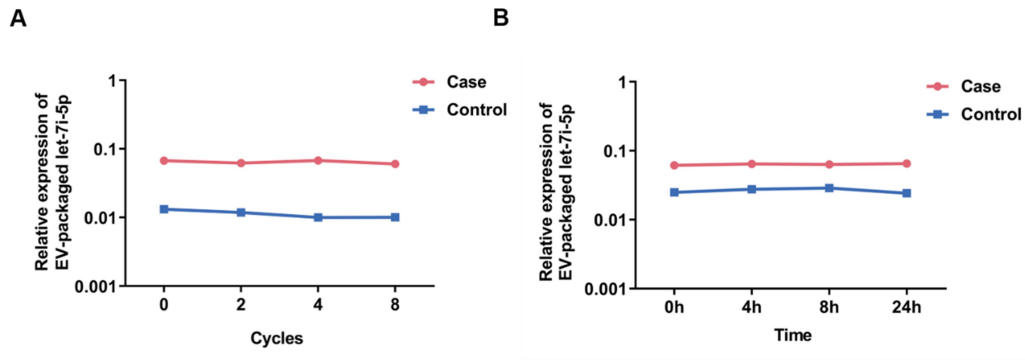 A
Relative expression of
EV-packaged let-7i-5p
1
0.1
0.01
0.001
0 2 4 8
Cycles
Case
Control
B
Relative expression of
EV-packaged let-7i-5p
1
0.1
0.01
0.001
0h 4h 8h 24h
Time
Case
Control